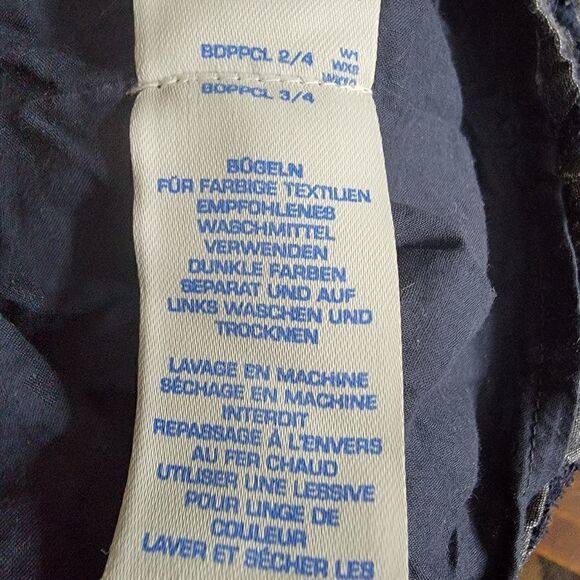 BDPPCL 2/4
W1
WX8
BDPPCL 3/4
BÜGELN
FÜR FARBIGE TEXTILIEN
EMPFOHLENES
WASCHMITTEL
VERWENDEN
DUNKLE FARBEN
SEPARAT UND AUF
LINKS WASCHEN UND
TROCKNEN
LAVAGE EN MACHINE
SÉCHAGE EN MACHINE
INTERDIT
REPASSAGE À L'ENVERS
AU FER CHAUD
UTILISER UNE LESSIVE
POUR LINGE DE
COULEUR
LAVER ET SÉCHER LES